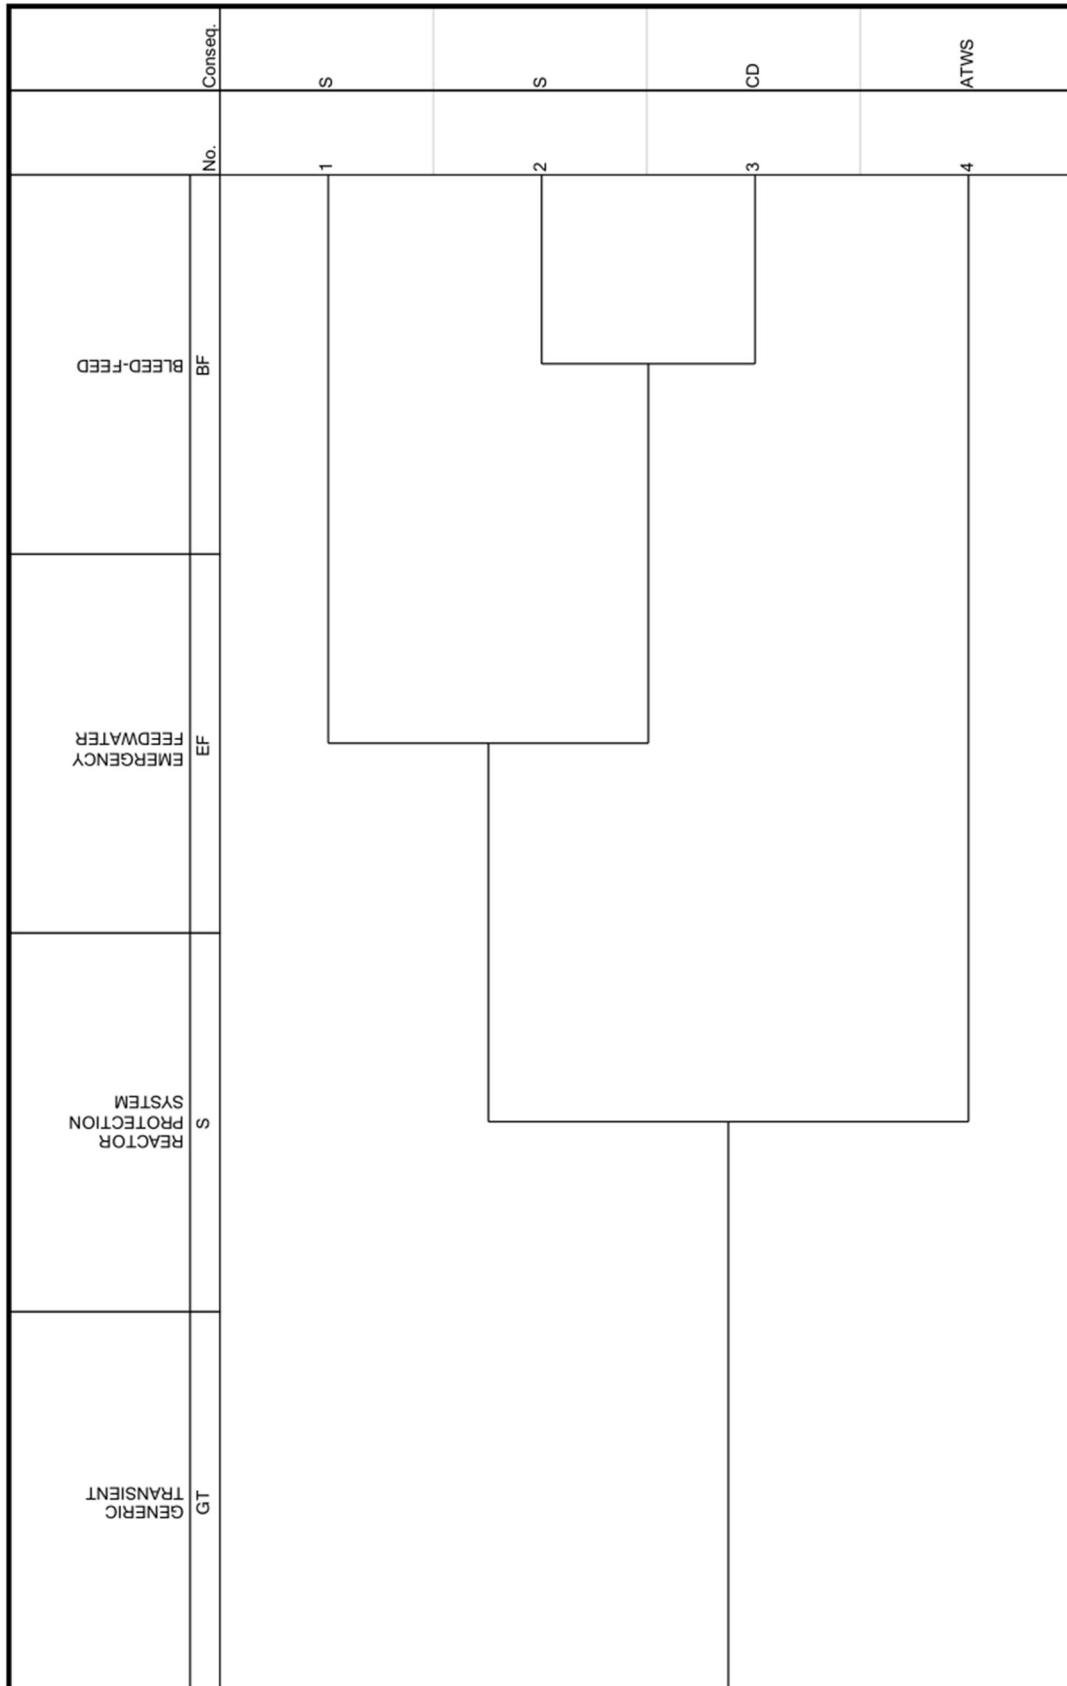 GENERIC
TRANSIENT
REACTOR
PROTECTION
SYSTEM
EMERGENCY
FEEDWATER
BLEED-FEED
GT
S
EF
BF
No.
Conseq.
1
S
2
S
3
CD
4
ATWS